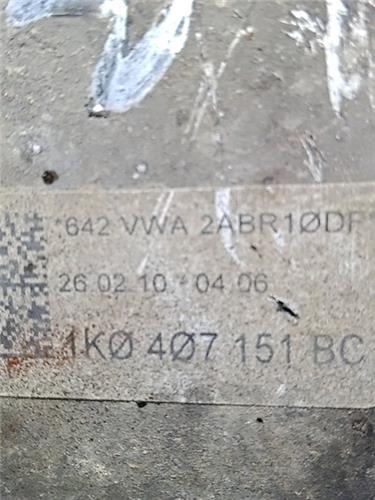 *642 VWA 2ABR1ØDF*
26.02.10 04.06
1KØ 4Ø7 151 BC